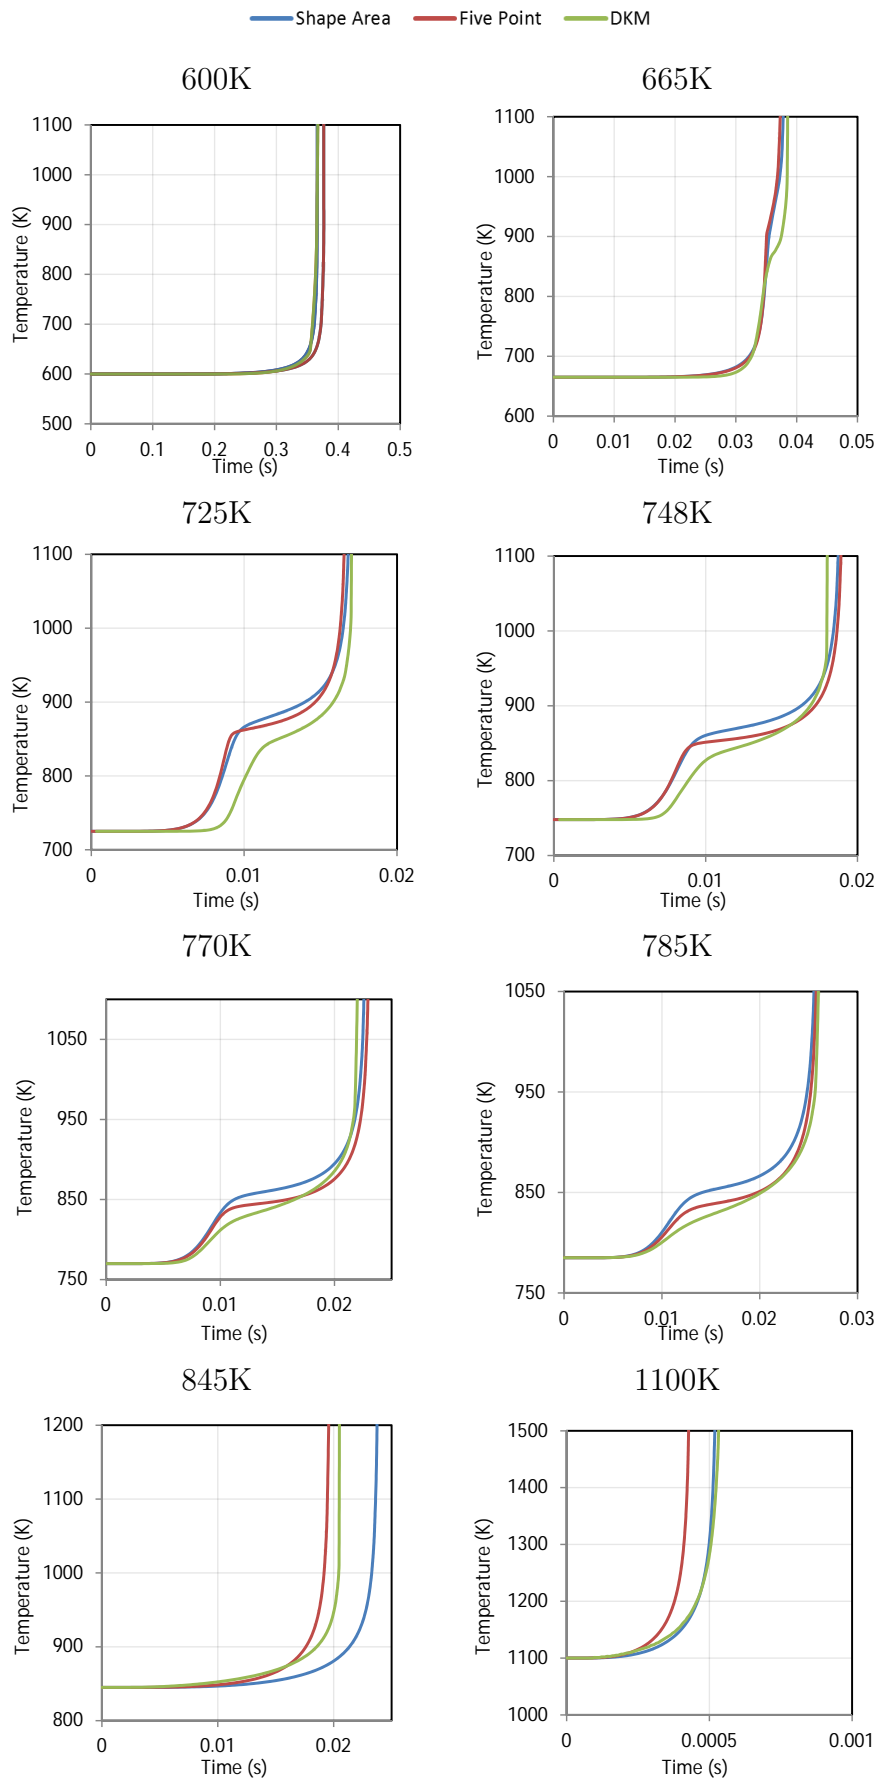 Shape Area Five Point DKM
600K
1100
1000
900
800
700
600
500
Temperature (K)
0 0.1 0.2 0.3 0.4 0.5
Time (s)
665K
1100
1000
900
800
700
600
Temperature (K)
0 0.01 0.02 0.03 0.04 0.05
Time (s)
725K
1100
1000
900
800
700
Temperature (K)
0 0.01 0.02
Time (s)
748K
1100
1000
900
800
700
Temperature (K)
0 0.01 0.02
Time (s)
770K
1050
950
850
750
Temperature (K)
0 0.01 0.02
Time (s)
785K
1050
950
850
750
Temperature (K)
0 0.01 0.02 0.03
Time (s)
845K
1200
1100
1000
900
800
Temperature (K)
0 0.01 0.02
Time (s)
1100K
1500
1400
1300
1200
1100
1000
Temperature (K)
0 0.0005 0.001
Time (s)